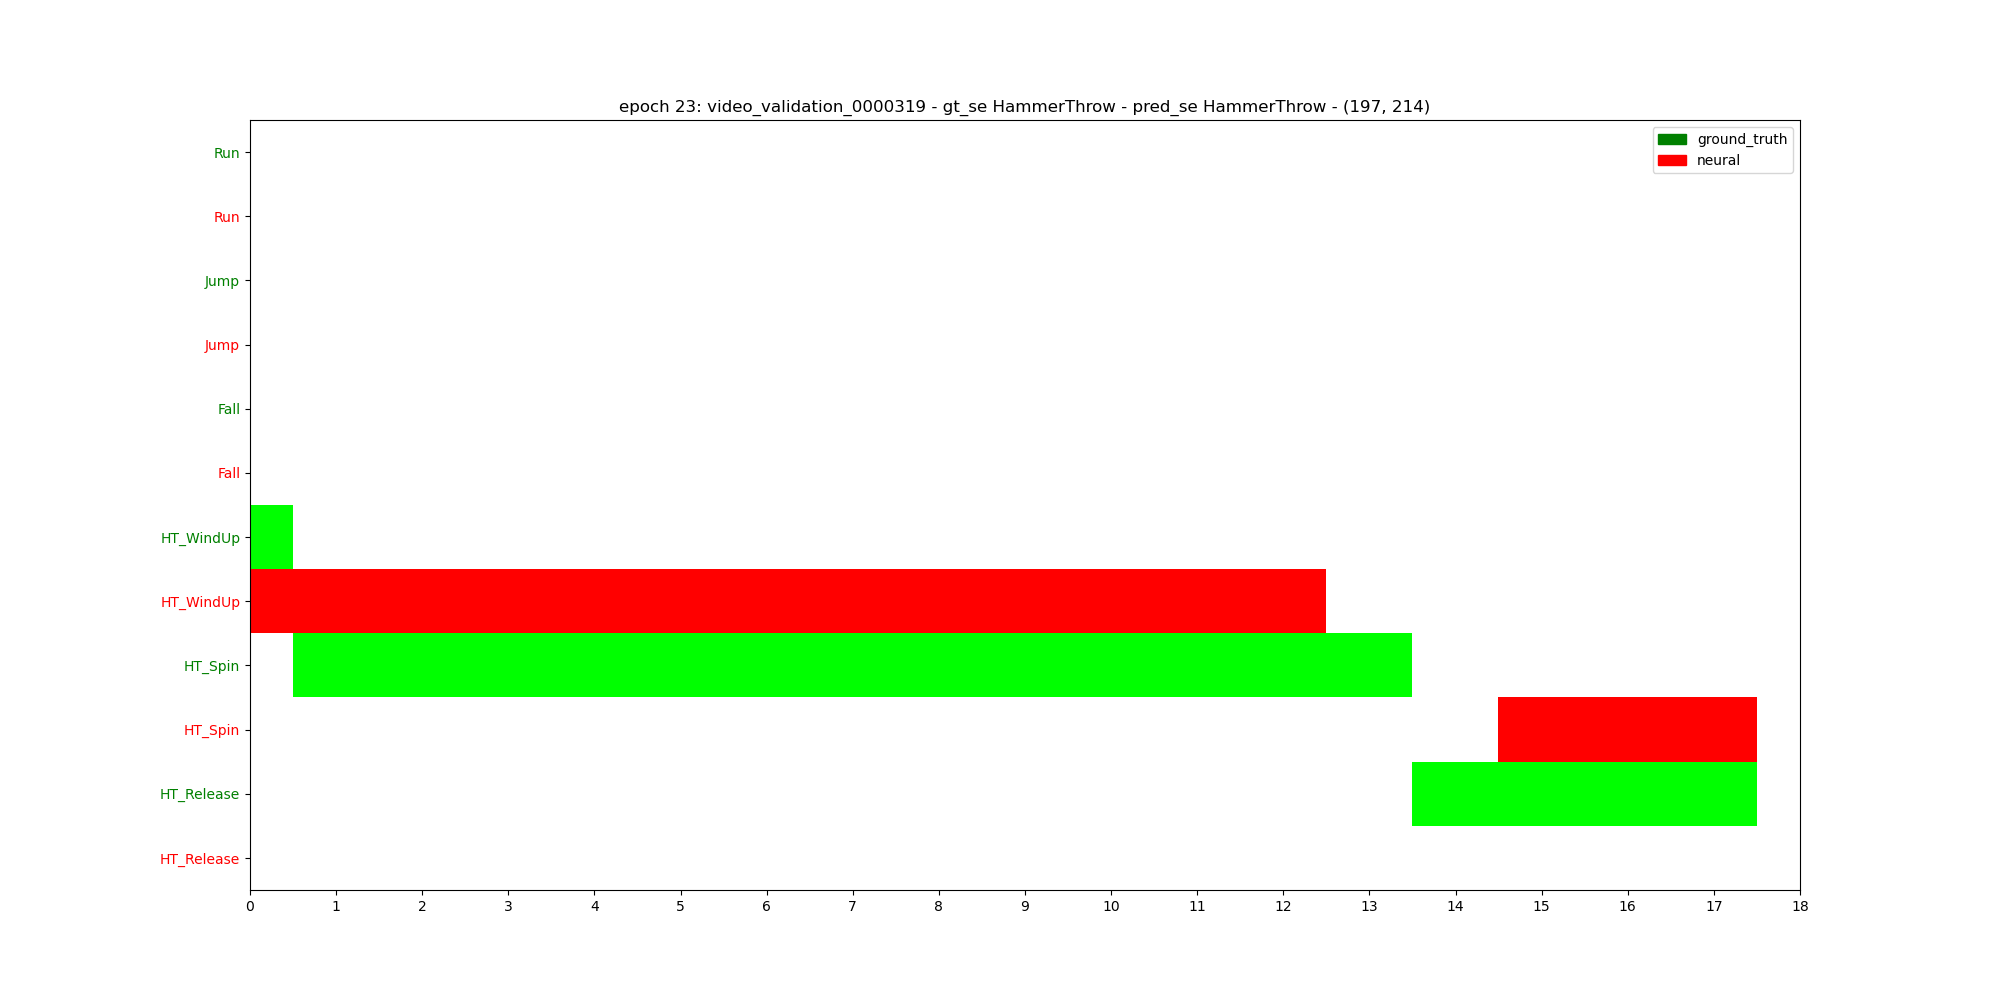 epoch 23: video_validation_0000319 - gt_se HammerThrow - pred_se HammerThrow - (197, 214)
ground_truth
neural
Run
Run
Jump
Jump
Fall
Fall
HT_WindUp
HT_WindUp
HT_Spin
HT_Spin
HT_Release
HT_Release
0 1 2 3 4 5 6 7 8 9 10 11 12 13 14 15 16 17 18